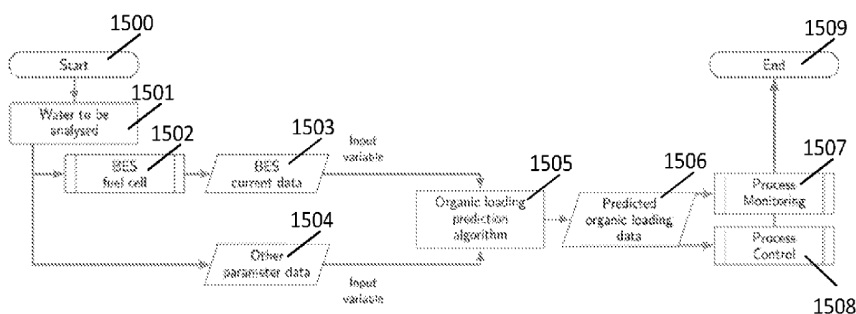 1500
Start
1501
Water to be
analysed
1502
BES
fuel cell
1503
BES
current data
Input
variable
1504
Other
parameter data
Input
variable
1505
Organic loading
prediction
algorithm
1506
Predicted
organic loading
data
1507
Process
Monitoring
Process
Control
1508
1509
End